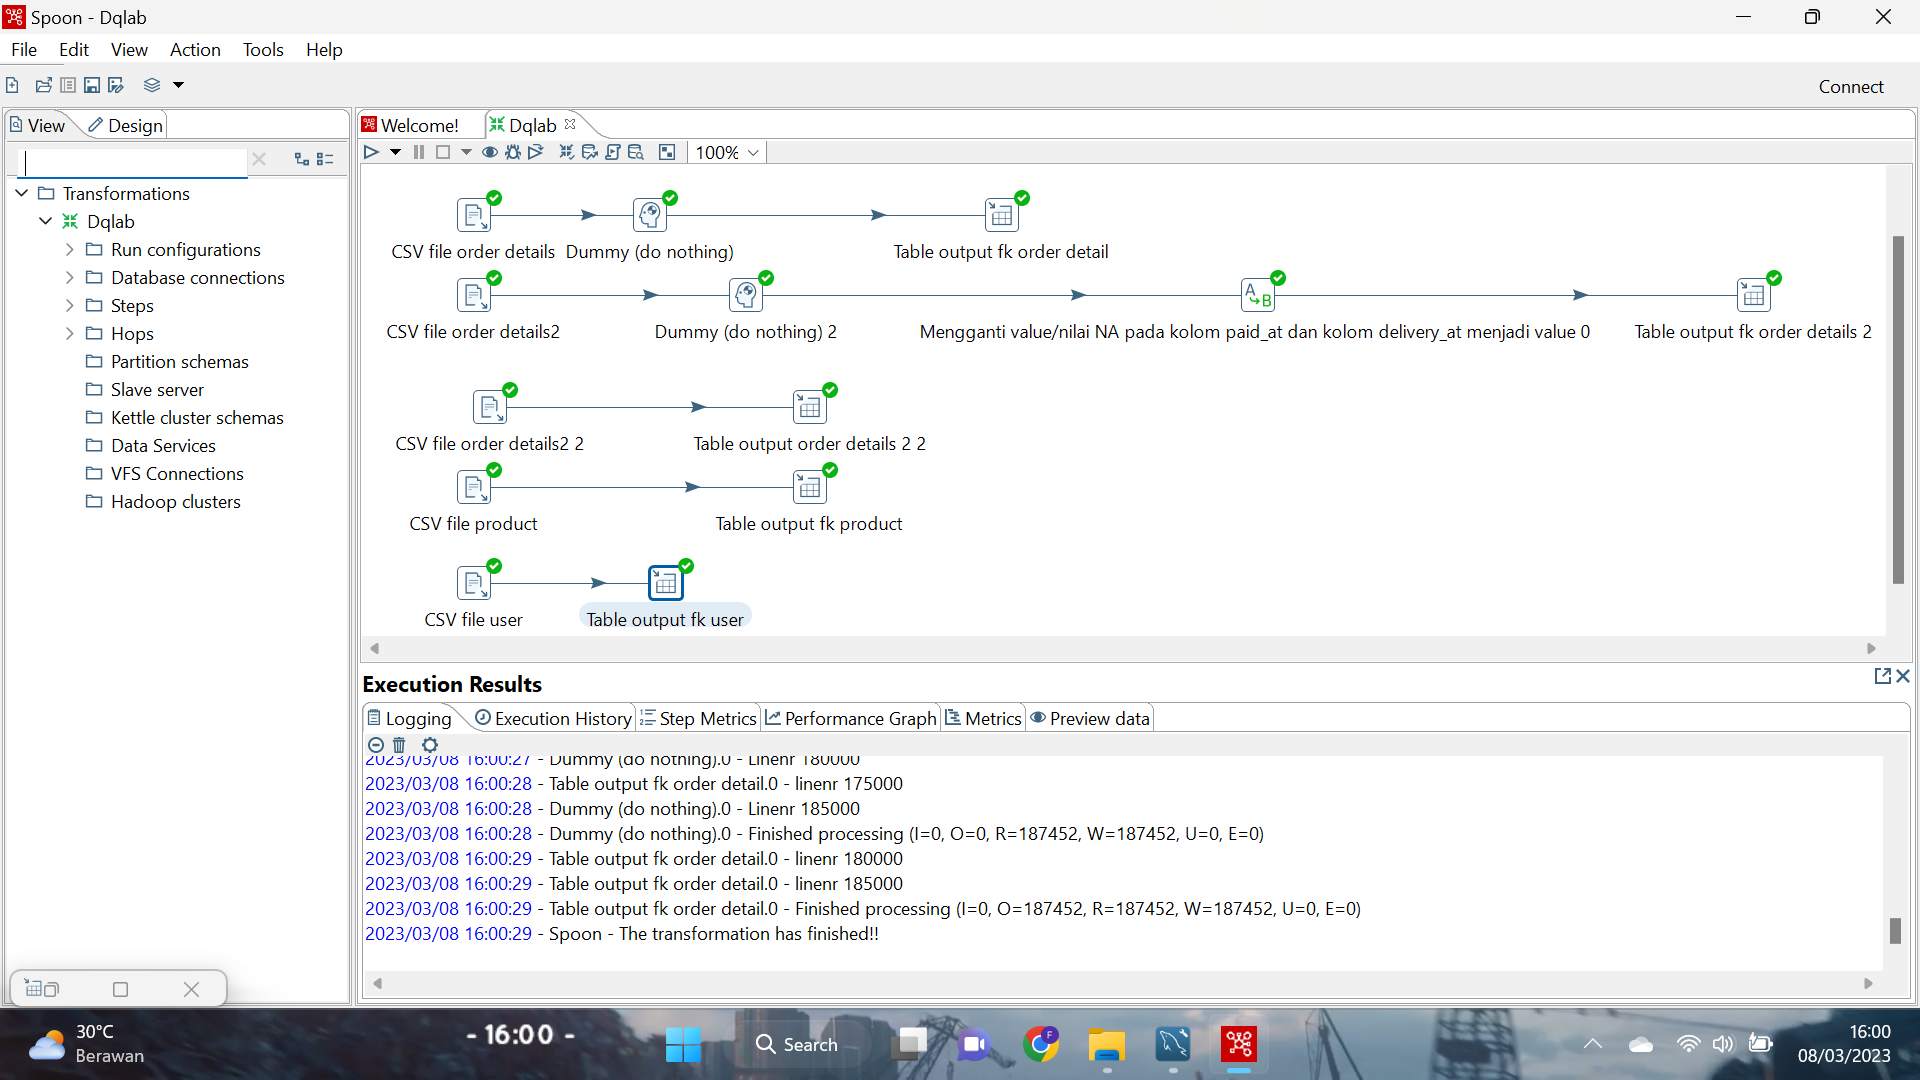 Spoon - Dqlab
File Edit View Action Tools Help
Connect
View Design
Welcome! Dqlab
100%
Transformations
Dqlab
Run configurations
Database connections
Steps
Hops
Partition schemas
Slave server
Kettle cluster schemas
Data Services
VFS Connections
Hadoop clusters
CSV file order details Dummy (do nothing) Table output fk order detail
A B
CSV file order details2 Dummy (do nothing) 2 Mengganti value/nilai NA pada kolom paid_at dan kolom delivery_at menjadi value 0 Table output fk order details 2
CSV file order details2 2 Table output order details 2 2
CSV file product Table output fk product
CSV file user Table output fk user
Execution Results
Logging Execution History Step Metrics Performance Graph Metrics Preview data
2023/03/08 16:00:27 - Dummy (do nothing).0 - Linenr 180000
2023/03/08 16:00:28 - Table output fk order detail.0 - linenr 175000
2023/03/08 16:00:28 - Dummy (do nothing).0 - Linenr 185000
2023/03/08 16:00:28 - Dummy (do nothing).0 - Finished processing (I=0, O=0, R=187452, W=187452, U=0, E=0)
2023/03/08 16:00:29 - Table output fk order detail.0 - linenr 180000
2023/03/08 16:00:29 - Table output fk order detail.0 - linenr 185000
2023/03/08 16:00:29 - Table output fk order detail.0 - Finished processing (I=0, O=187452, R=187452, W=187452, U=0, E=0)
2023/03/08 16:00:29 - Spoon - The transformation has finished!!
30°C
Berawan
- 16:00 -
Search
F
16:00
08/03/2023